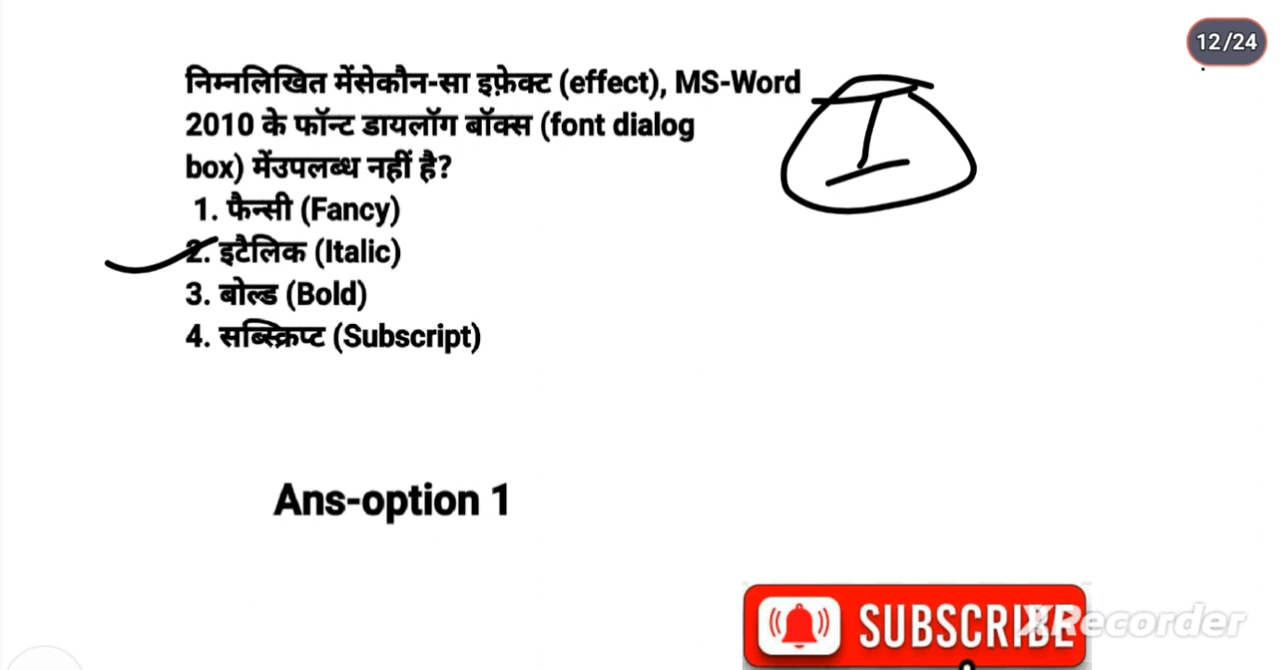 12/24
निम्नलिखित मेंसेकौन-सा इफ़ेक्ट (effect), MS-Word
2010 के फॉन्ट डायलॉग बॉक्स (font dialog
box) मेंउपलब्ध नहीं है?
I
1. फैन्सी (Fancy)
2. इटैलिक (Italic)
3. बोल्ड (Bold)
4. सब्स्क्रिप्ट (Subscript)
Ans-option 1
SUBSCRIBE
XRecorder